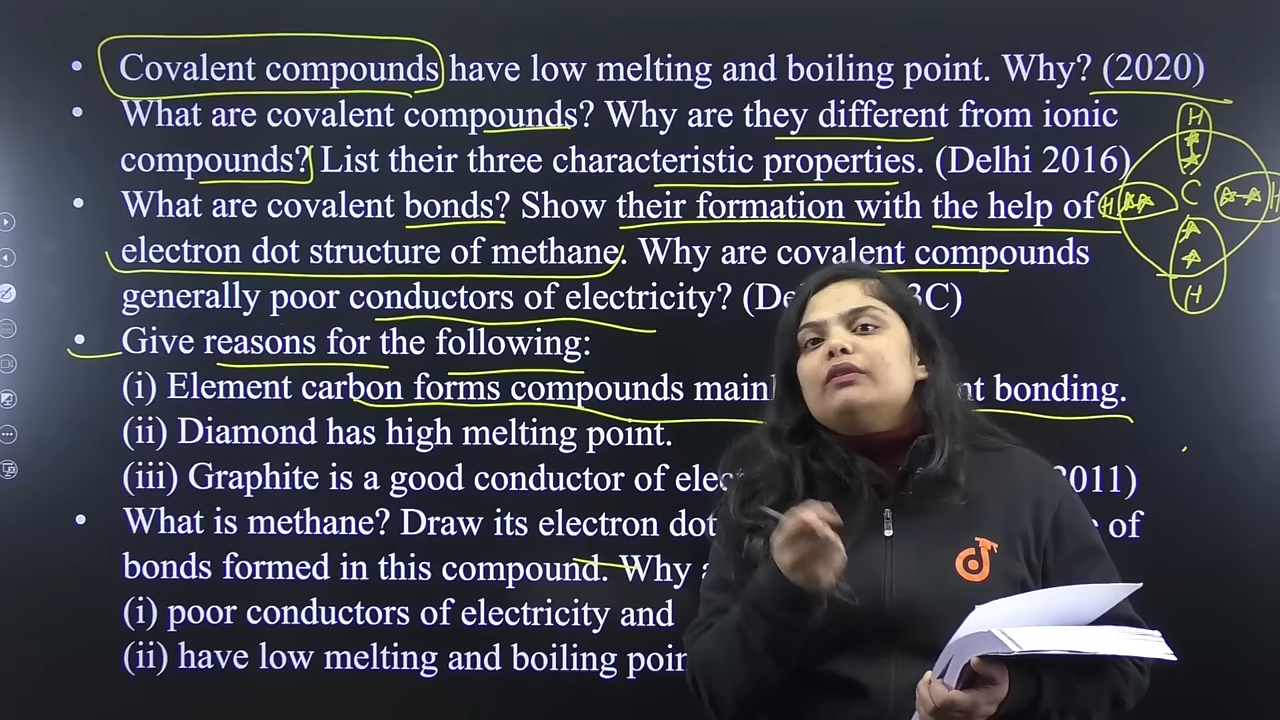 • Covalent compounds have low melting and boiling point. Why? (2020)
• What are covalent compounds? Why are they different from ionic
compounds? List their three characteristic properties. (Delhi 2016)
• What are covalent bonds? Show their formation with the help of
electron dot structure of methane. Why are covalent compounds
generally poor conductors of electricity? 3C)
• Give reasons for the following:
(i) Element carbon forms compounds bonding.
(ii) Diamond has high melting point.
(iii) Graphite is a good conductor of 2011)
• What is methane? Draw its electron dot of
bonds formed in this compound. Why
(i) poor conductors of electricity and
(ii) have low melting and boiling
H
H C H
H